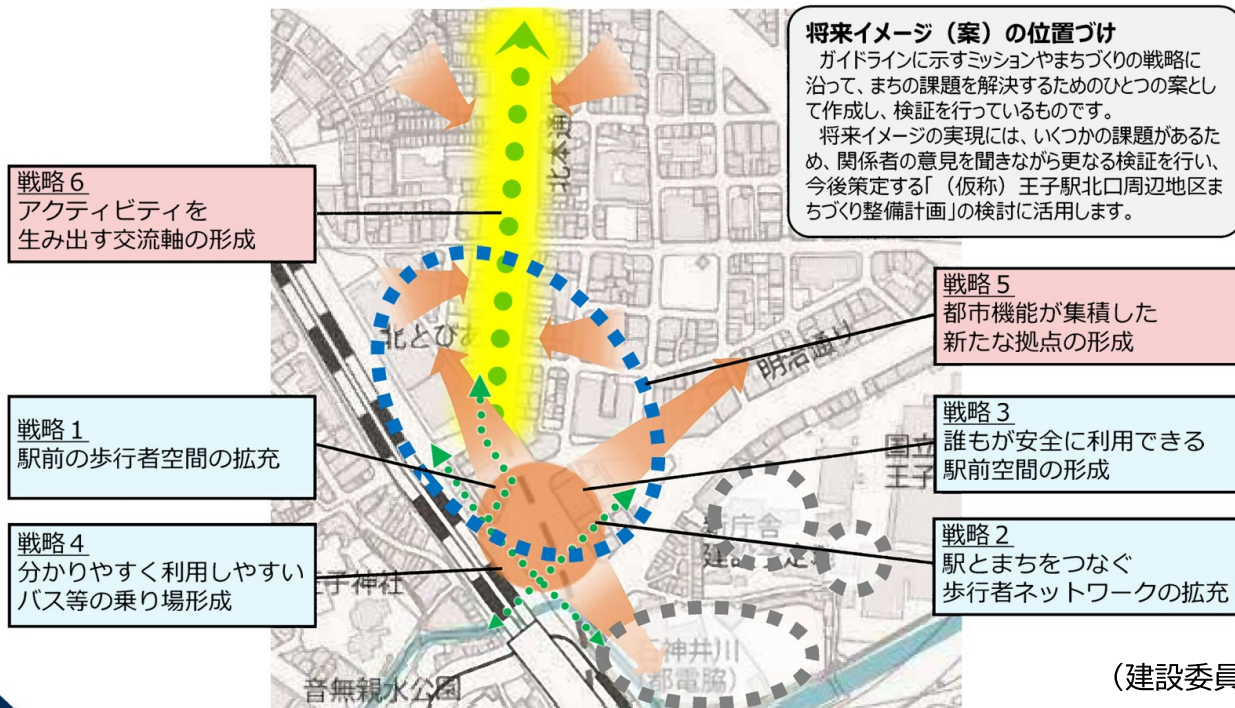 将来イメージ（案）の位置づけ
ガイドラインに示すミッションやまちづくりの戦略に
沿って、まちの課題を解決するためのひとつの案とし
て作成し、検証を行っているものです。
将来イメージの実現には、いくつかの課題があるた
め、関係者の意見を聞きながら更なる検証を行い、
今後策定する「（仮称）王子駅北口周辺地区ま
ちづくり整備計画」の検討に活用します。
戦略６
アクティビティを
生み出す交流軸の形成
北本通り
戦略５
都市機能が集積した
新たな拠点の形成
北とぴあ
明治通り
戦略１
駅前の歩行者空間の拡充
戦略３
誰もが安全に利用できる
駅前空間の形成
国立
王子
戦略４
分かりやすく利用しやすい
バス等の乗り場形成
戦略２
駅とまちをつなぐ
歩行者ネットワークの拡充
庁舎
建設
子神社
石神井川
都電脇）
音無親水公園
（建設委員